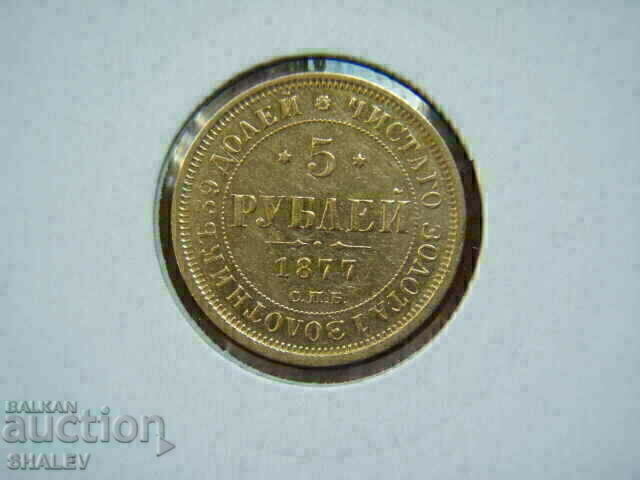 ★ 5 ★
РУБЛЕЙ
1877
С.П.Б.
ЧИСТАГО ЗОЛОТА 1 ЗОЛОТНИКЪ 39 ДОЛЕЙ
BALKAN
auction
SHALEV